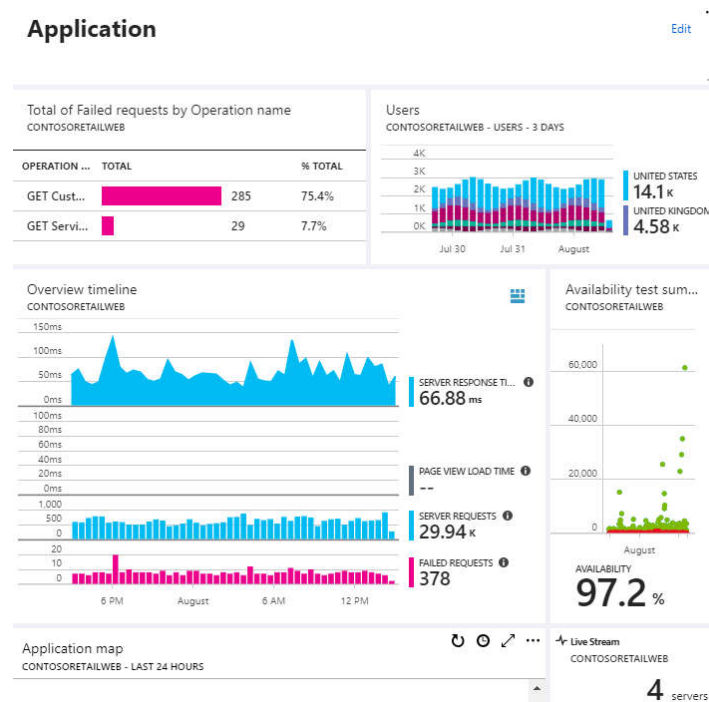 Application
Edit
Total of Failed requests by Operation name
CONTOSORETAILWEB
OPERATION ... TOTAL % TOTAL
GET Cust... 285 75.4%
GET Servi... 29 7.7%
Users
CONTOSORETAILWEB - USERS - 3 DAYS
4K
3K
2K
1K
0K
Jul 30 Jul 31 August
UNITED STATES
14.1 K
UNITED KINGDOM
4.58 K
Overview timeline
CONTOSORETAILWEB
150ms
100ms
50ms
0ms
SERVER RESPONSE TI...
66.88 ms
100ms
80ms
60ms
40ms
20ms
0ms
PAGE VIEW LOAD TIME
--
1,000
500
0
SERVER REQUESTS
29.94 K
20
10
0
FAILED REQUESTS
378
6 PM August 6 AM 12 PM
Availability test sum...
CONTOSORETAILWEB
60,000
40,000
20,000
0
August
AVAILABILITY
97.2 %
Application map
CONTOSORETAILWEB - LAST 24 HOURS
Live Stream
CONTOSORETAILWEB
4 servers